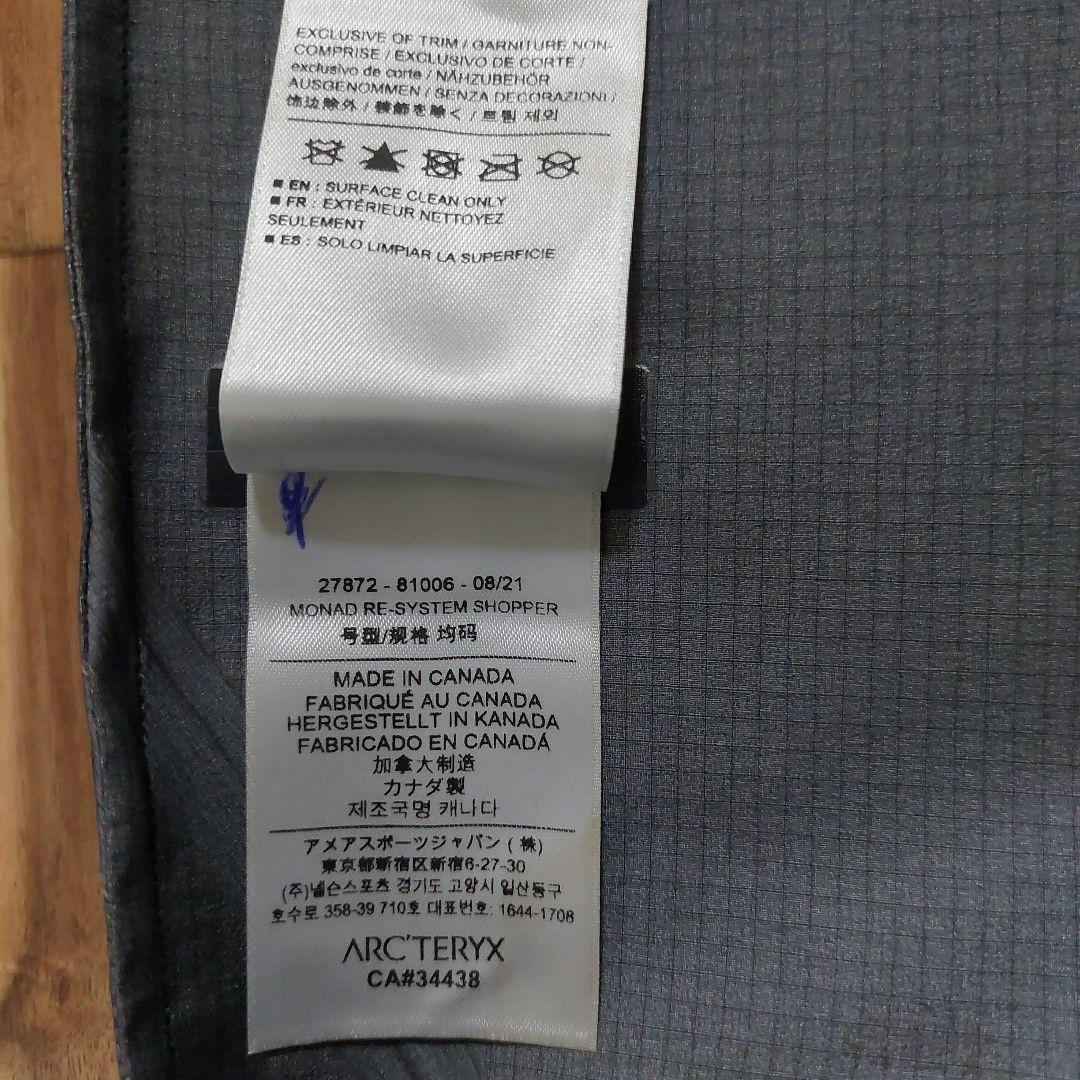 EXCLUSIVE OF TRIM / GARNITURE NON-
COMPRISE / EXCLUSIVO DE CORTE /
exclusivo de corte / NÄHZUBEHÖR
AUSGENOMMEN / SENZA DECORAZIONI /
饰边除外 / 装飾を除く / 트림 제외
■ EN : SURFACE CLEAN ONLY
■ FR : EXTÉRIEUR NETTOYEZ
SEULEMENT
■ ES : SOLO LIMPIAR LA SUPERFICIE
27872 - 81006 - 08/21
MONAD RE-SYSTEM SHOPPER
号型/规格 均码
MADE IN CANADA
FABRIQUÉ AU CANADA
HERGESTELLT IN KANADA
FABRICADO EN CANADÁ
加拿大制造
カナダ製
제조국명 캐나다
アメアスポーツジャパン (株)
東京都新宿区新宿6-27-30
(주)넬슨스포츠 경기도 고양시 일산동구
호수로 358-39 710호 대표번호: 1644-1708
ARC'TERYX
CA#34438